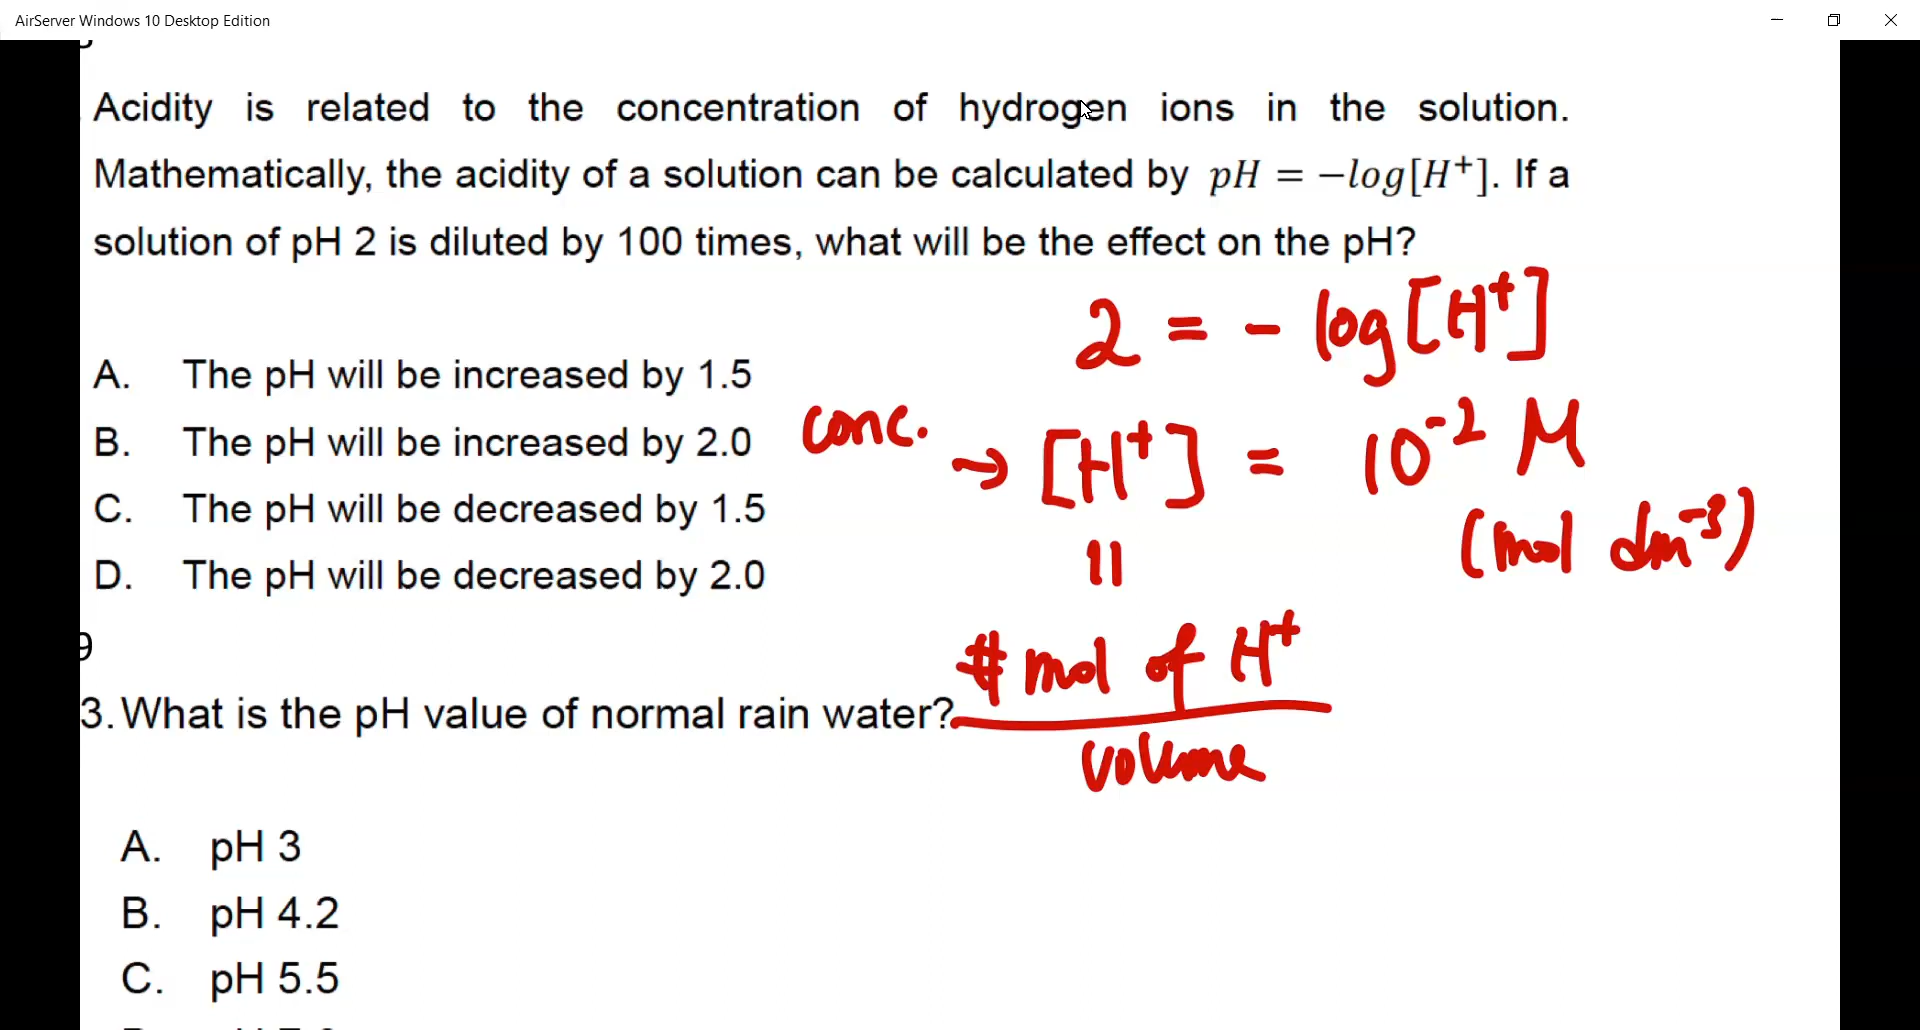 AirServer Windows 10 Desktop Edition
Acidity is related to the concentration of hydrogen ions in the solution.
Mathematically, the acidity of a solution can be calculated by pH = −log[H⁺]. If a
solution of pH 2 is diluted by 100 times, what will be the effect on the pH?
2 = - log[H⁺]
A. The pH will be increased by 1.5
B. The pH will be increased by 2.0
conc. → [H⁺] = 10⁻² M
C. The pH will be decreased by 1.5
(mol dm⁻³)
D. The pH will be decreased by 2.0
=
9
# mol of H⁺
3. What is the pH value of normal rain water?
volume
A. pH 3
B. pH 4.2
C. pH 5.5